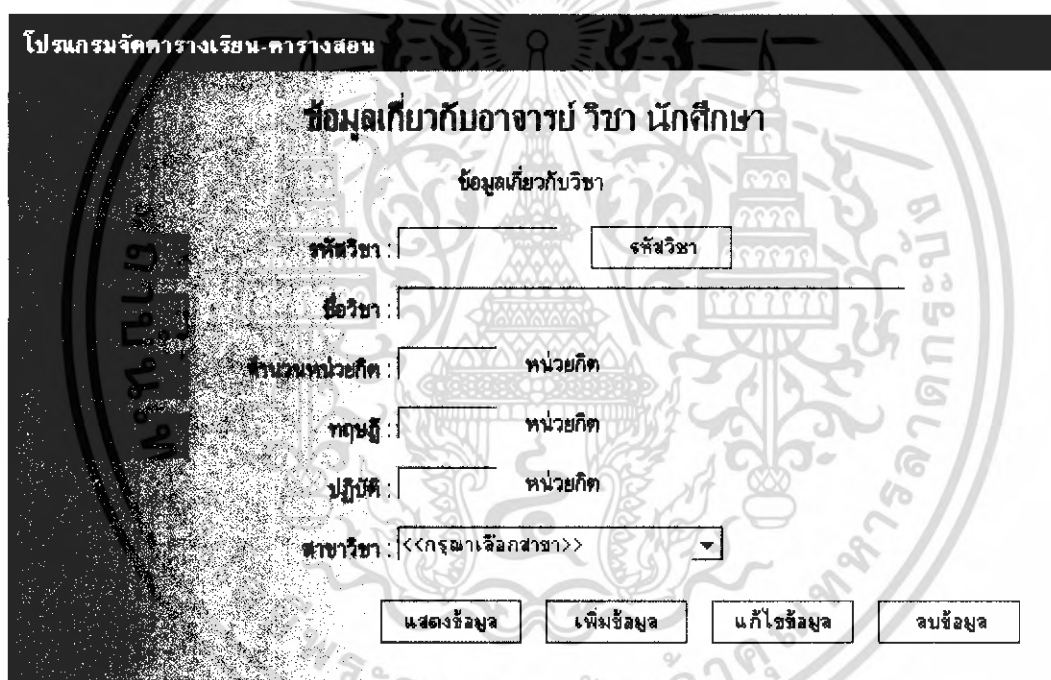 โปรแกรมจัดตารางเรียน-ตารางสอน
ข้อมูลเกี่ยวกับอาจารย์ วิชา นักศึกษา
ข้อมูลเกี่ยวกับวิชา
รหัสวิชา : รหัสวิชา
ชื่อวิชา :
จำนวนหน่วยกิต : หน่วยกิต
ทฤษฎี : หน่วยกิต
ปฏิบัติ : หน่วยกิต
สาขาวิชา : <<กรุณาเลือกสาขา>>
แสดงข้อมูล เพิ่มข้อมูล แก้ไขข้อมูล ลบข้อมูล